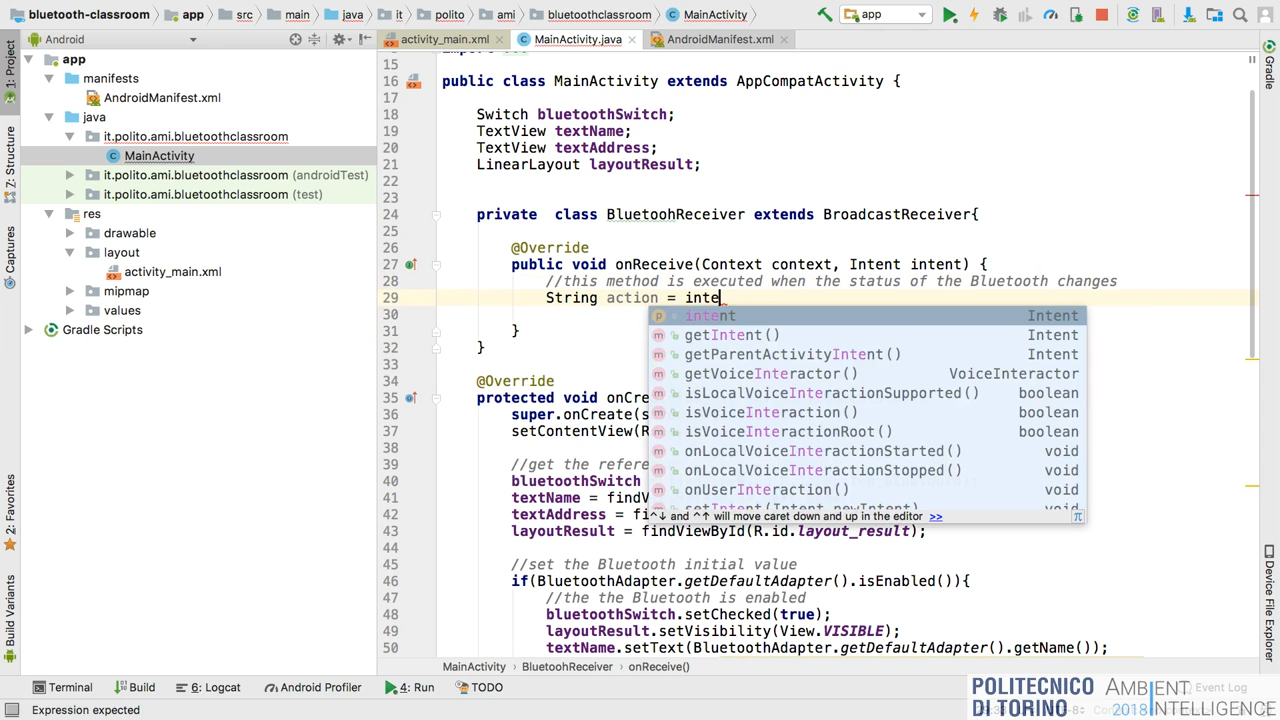 bluetooth-classroom app src main java it polito ami bluetoothclassroom MainActivity app
Android activity_main.xml MainActivity.java AndroidManifest.xml
1: Project
Z: Structure
Captures
2: Favorites
Build Variants
Gradle
Device File Explorer
app
manifests
AndroidManifest.xml
java
it.polito.ami.bluetoothclassroom
MainActivity
it.polito.ami.bluetoothclassroom (androidTest)
it.polito.ami.bluetoothclassroom (test)
res
drawable
layout
activity_main.xml
mipmap
values
Gradle Scripts
15
16 public class MainActivity extends AppCompatActivity {
17
18 Switch bluetoothSwitch;
19 TextView textName;
20 TextView textAddress;
21 LinearLayout layoutResult;
22
23
24 private class BluetoohReceiver extends BroadcastReceiver{
25
26 @Override
27 public void onReceive(Context context, Intent intent) {
28 //this method is executed when the status of the Bluetooth changes
29 String action = inte
30
31 }
32 }
33
34 @Override
35 protected void onCre
36 super.onCreate(s
37 setContentView(R
38
39 //get the refere
40 bluetoothSwitch
41 textName = findV
42 textAddress = fi
43 layoutResult = findViewById(R.id.layout_result);
44
45 //set the Bluetooth initial value
46 if(BluetoothAdapter.getDefaultAdapter().isEnabled()){
47 //the the Bluetooth is enabled
48 bluetoothSwitch.setChecked(true);
49 layoutResult.setVisibility(View.VISIBLE);
50 textName.setText(BluetoothAdapter.getDefaultAdapter().getName());
intent Intent
getIntent() Intent
getParentActivityIntent() Intent
getVoiceInteractor() VoiceInteractor
isLocalVoiceInteractionSupported() boolean
isVoiceInteraction() boolean
isVoiceInteractionRoot() boolean
onLocalVoiceInteractionStarted() void
onLocalVoiceInteractionStopped() void
onUserInteraction() void
setIntent(Intent newIntent) void
^↓ and ^↑ will move caret down and up in the editor >> π
MainActivity BluetoohReceiver onReceive()
Terminal Build 6: Logcat Android Profiler 4: Run TODO Event Log
Expression expected
POLITECNICO
DI TORINO
AMBIENT
2018 INTELLIGENCE